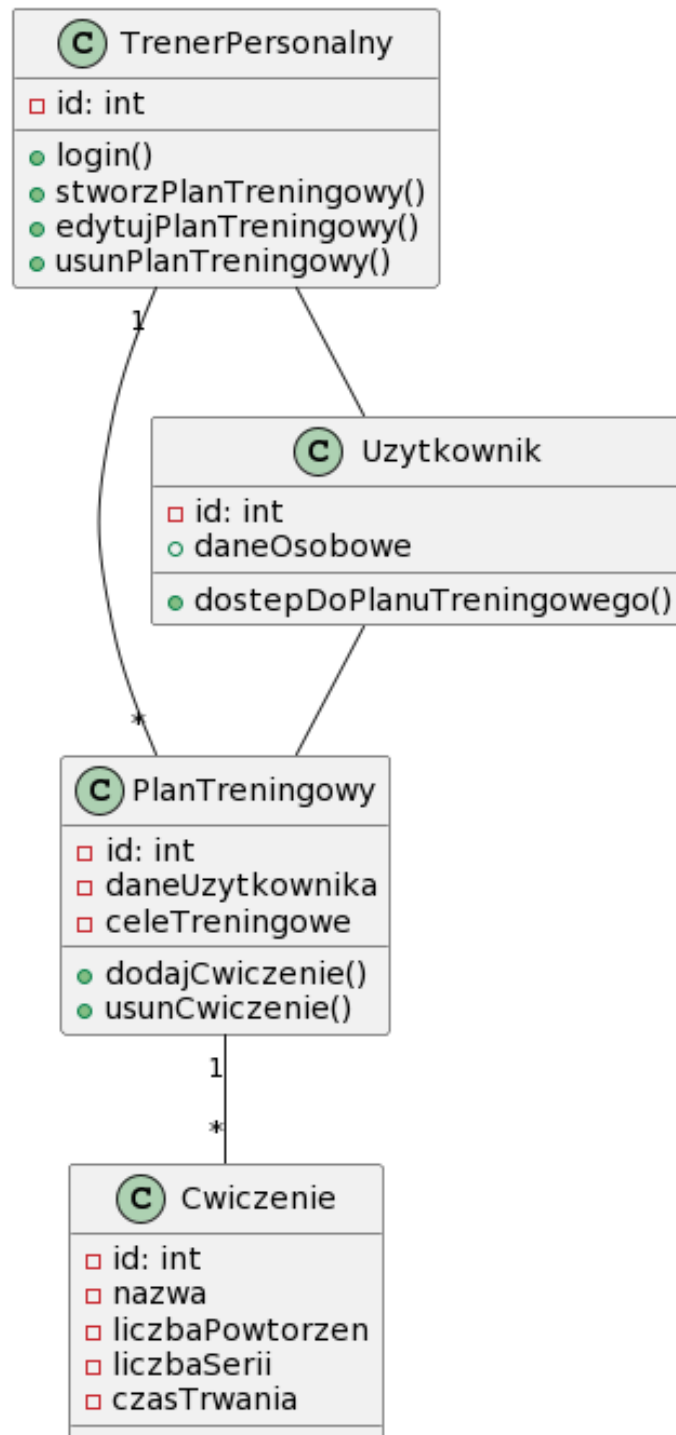 C TrenerPersonalny
id: int
login()
stworzPlanTreningowy()
edytujPlanTreningowy()
usunPlanTreningowy()
1
C Uzytkownik
id: int
daneOsobowe
dostepDoPlanuTreningowego()
*
C PlanTreningowy
id: int
daneUzytkownika
celeTreningowe
dodajCwiczenie()
usunCwiczenie()
1
*
C Cwiczenie
id: int
nazwa
liczbaPowtorzen
liczbaSerii
czasTrwania